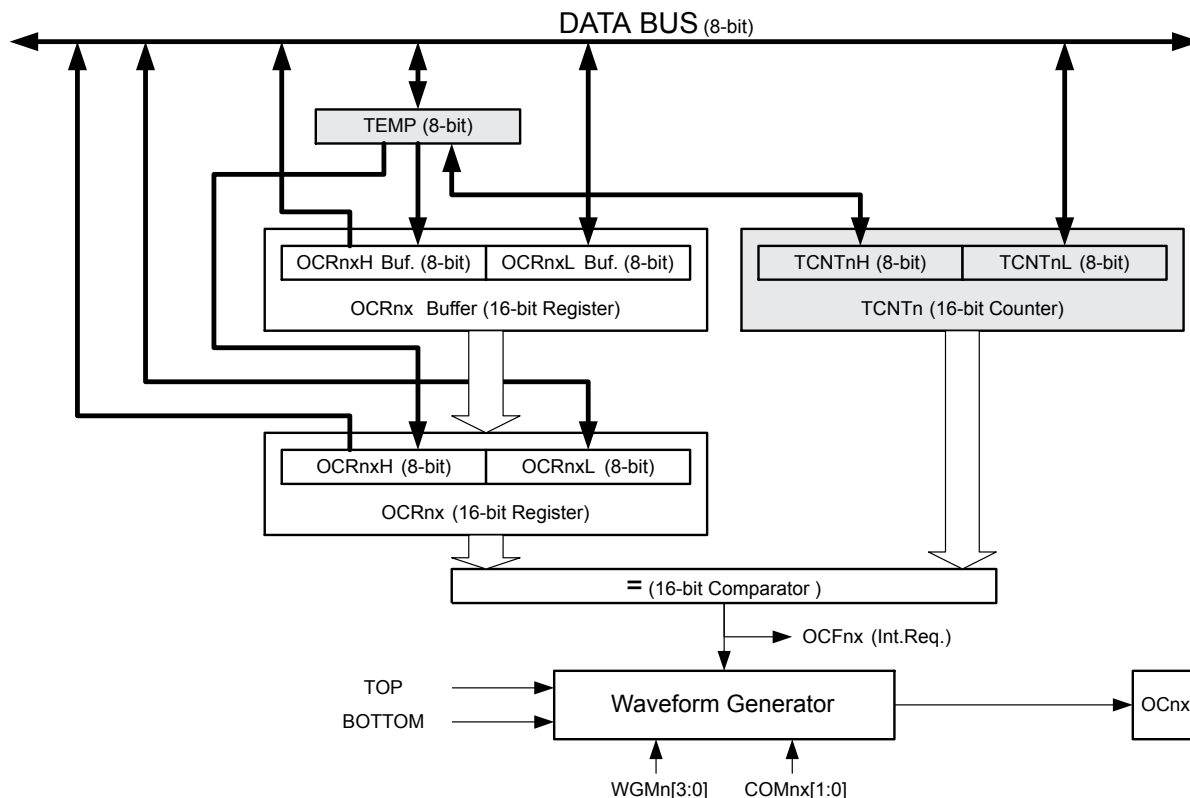 DATA BUS (8-bit)
TEMP (8-bit)
OCRnxH Buf. (8-bit) OCRnxL Buf. (8-bit)
OCRnx Buffer (16-bit Register)
TCNTnH (8-bit) TCNTnL (8-bit)
TCNTn (16-bit Counter)
OCRnxH (8-bit) OCRnxL (8-bit)
OCRnx (16-bit Register)
= (16-bit Comparator )
OCFnx (Int.Req.)
TOP
BOTTOM
Waveform Generator
OCnx
WGMn[3:0] COMnx[1:0]